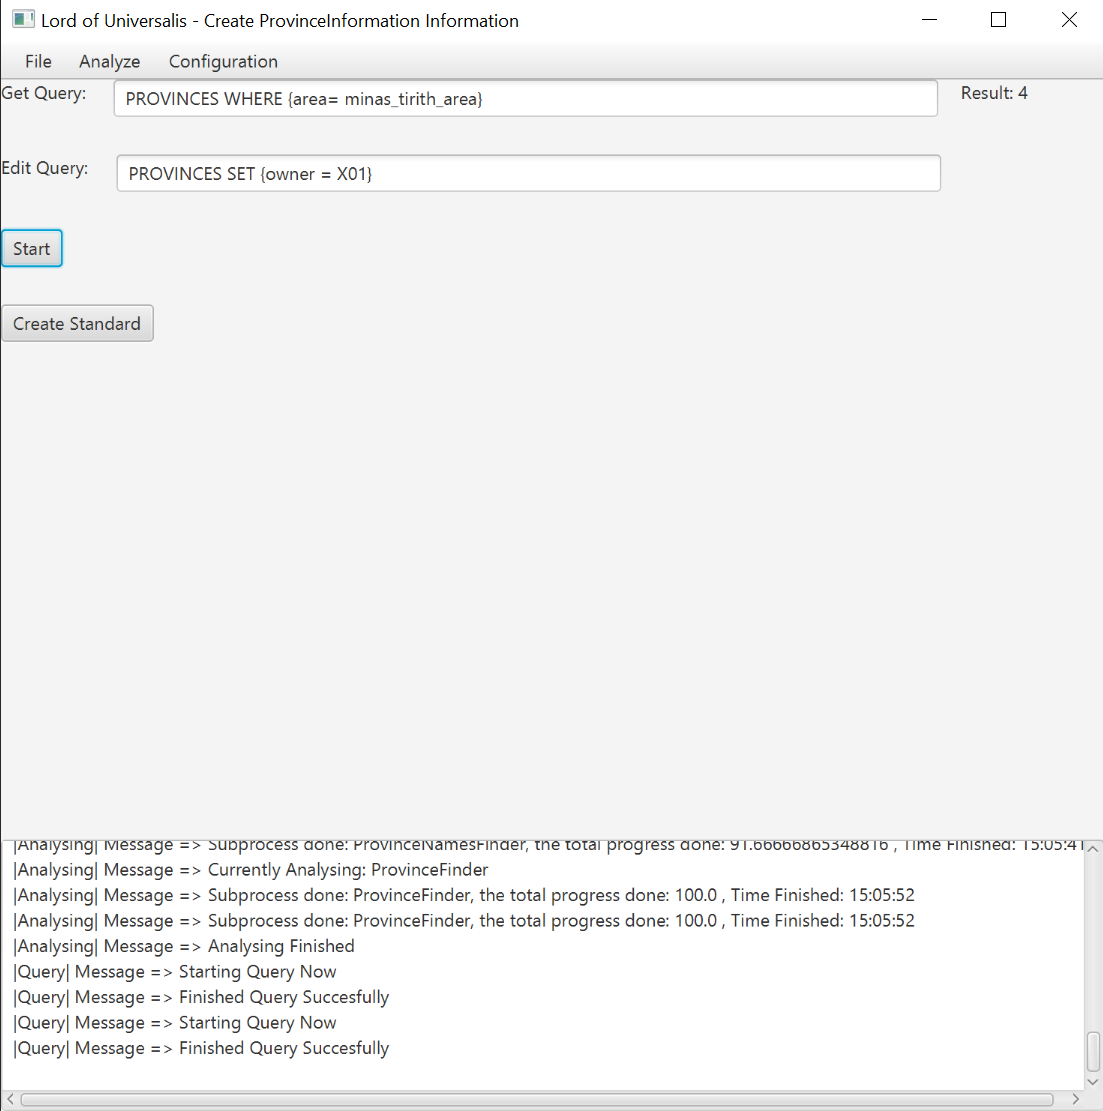 Lord of Universalis - Create ProvinceInformation Information
File Analyze Configuration
Get Query: PROVINCES WHERE {area= minas_tirith_area} Result: 4
Edit Query: PROVINCES SET {owner = X01}
Start
Create Standard
|Analysing| Message => Subprocess done: ProvinceNamesFinder, the total progress done: 91.66666865348816 , Time Finished: 15:05:41
|Analysing| Message => Currently Analysing: ProvinceFinder
|Analysing| Message => Subprocess done: ProvinceFinder, the total progress done: 100.0 , Time Finished: 15:05:52
|Analysing| Message => Subprocess done: ProvinceFinder, the total progress done: 100.0 , Time Finished: 15:05:52
|Analysing| Message => Analysing Finished
|Query| Message => Starting Query Now
|Query| Message => Finished Query Succesfully
|Query| Message => Starting Query Now
|Query| Message => Finished Query Succesfully